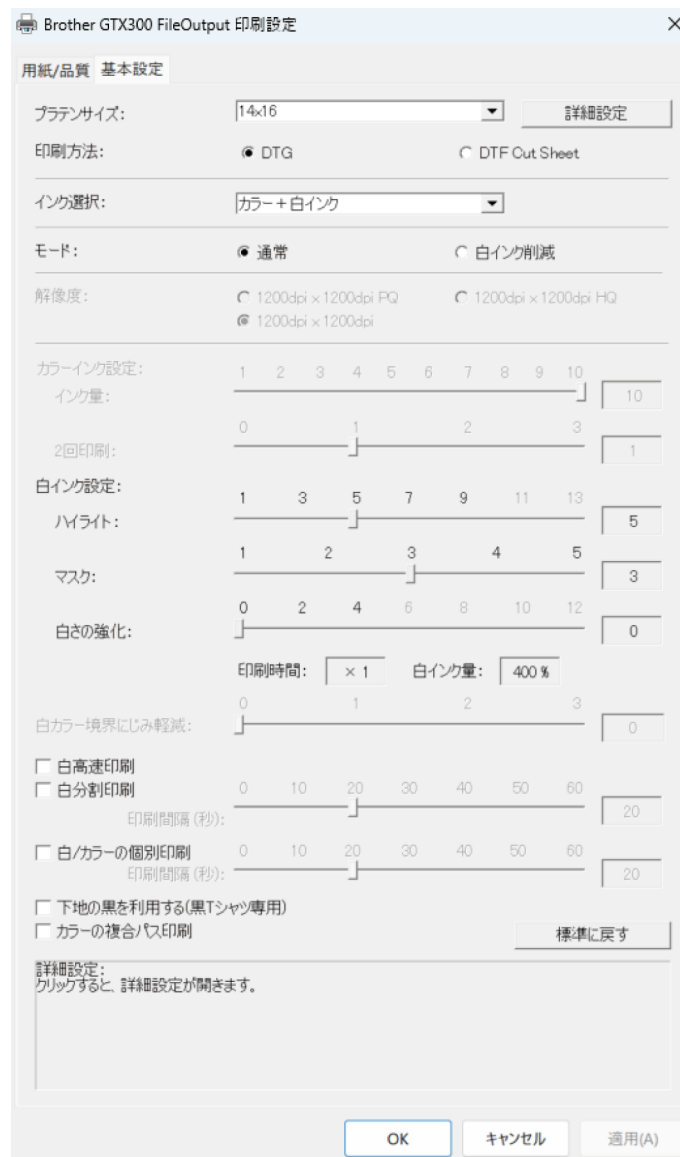 Brother GTX300 FileOutput 印刷設定
用紙/品質 基本設定
プラテンサイズ: 14×16 詳細設定
印刷方法: DTG DTF Cut Sheet
インク選択: カラー＋白インク
モード: 通常 白インク削減
解像度: 1200dpi×1200dpi PQ 1200dpi×1200dpi HQ
1200dpi×1200dpi
カラーインク設定: 1 2 3 4 5 6 7 8 9 10
インク量: 10
0 1 2 3
2回印刷: 1
白インク設定:
1 3 5 7 9 11 13
ハイライト: 5
1 2 3 4 5
マスク: 3
0 2 4 6 8 10 12
白さの強化: 0
印刷時間: ×1 白インク量: 400 %
0 1 2 3
白カラー境界にじみ軽減: 0
白高速印刷
白分割印刷 0 10 20 30 40 50 60
印刷間隔(秒): 20
白/カラーの個別印刷 0 10 20 30 40 50 60
印刷間隔(秒): 20
下地の黒を利用する(黒Tシャツ専用)
カラーの複合パス印刷 標準に戻す
詳細設定:
クリックすると、詳細設定が開きます。
OK キャンセル 適用(A)